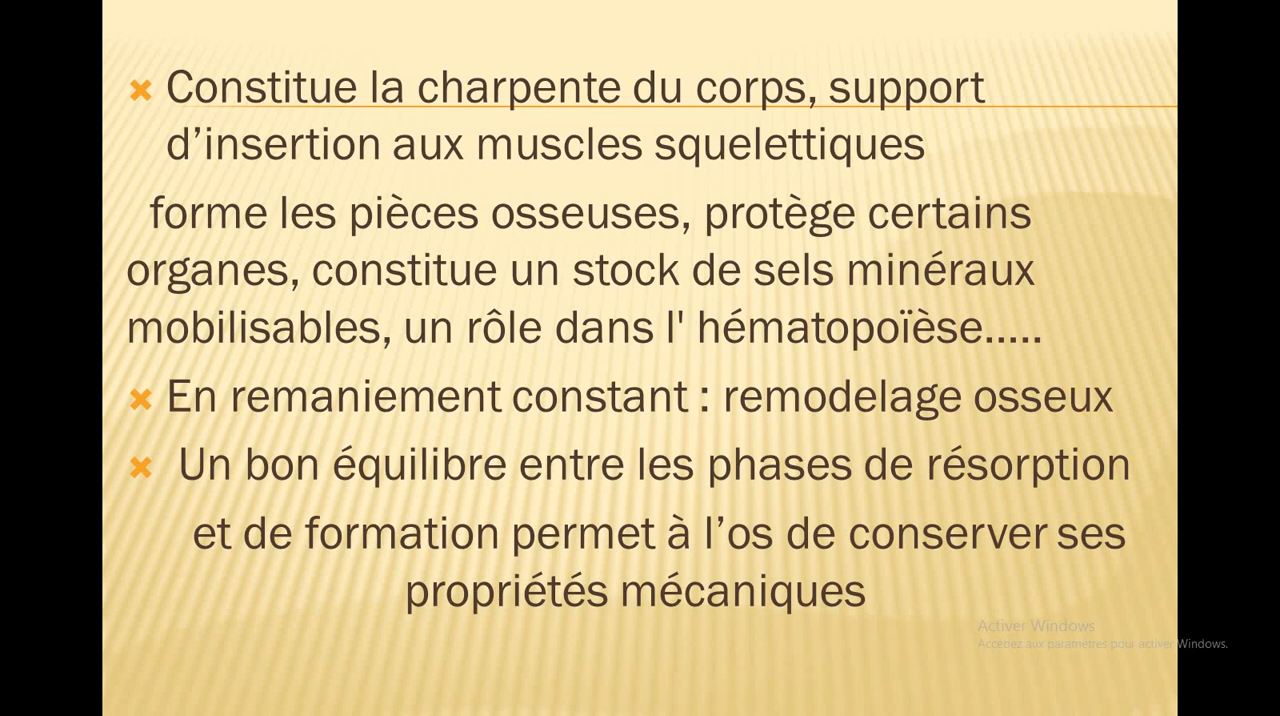 Constitue la charpente du corps, support
d’insertion aux muscles squelettiques
forme les pièces osseuses, protège certains
organes, constitue un stock de sels minéraux
mobilisables, un rôle dans l' hématopoïèse.....
En remaniement constant : remodelage osseux
Un bon équilibre entre les phases de résorption
et de formation permet à l’os de conserver ses
propriétés mécaniques
Activer Windows
Accédez aux paramètres pour activer Windows.